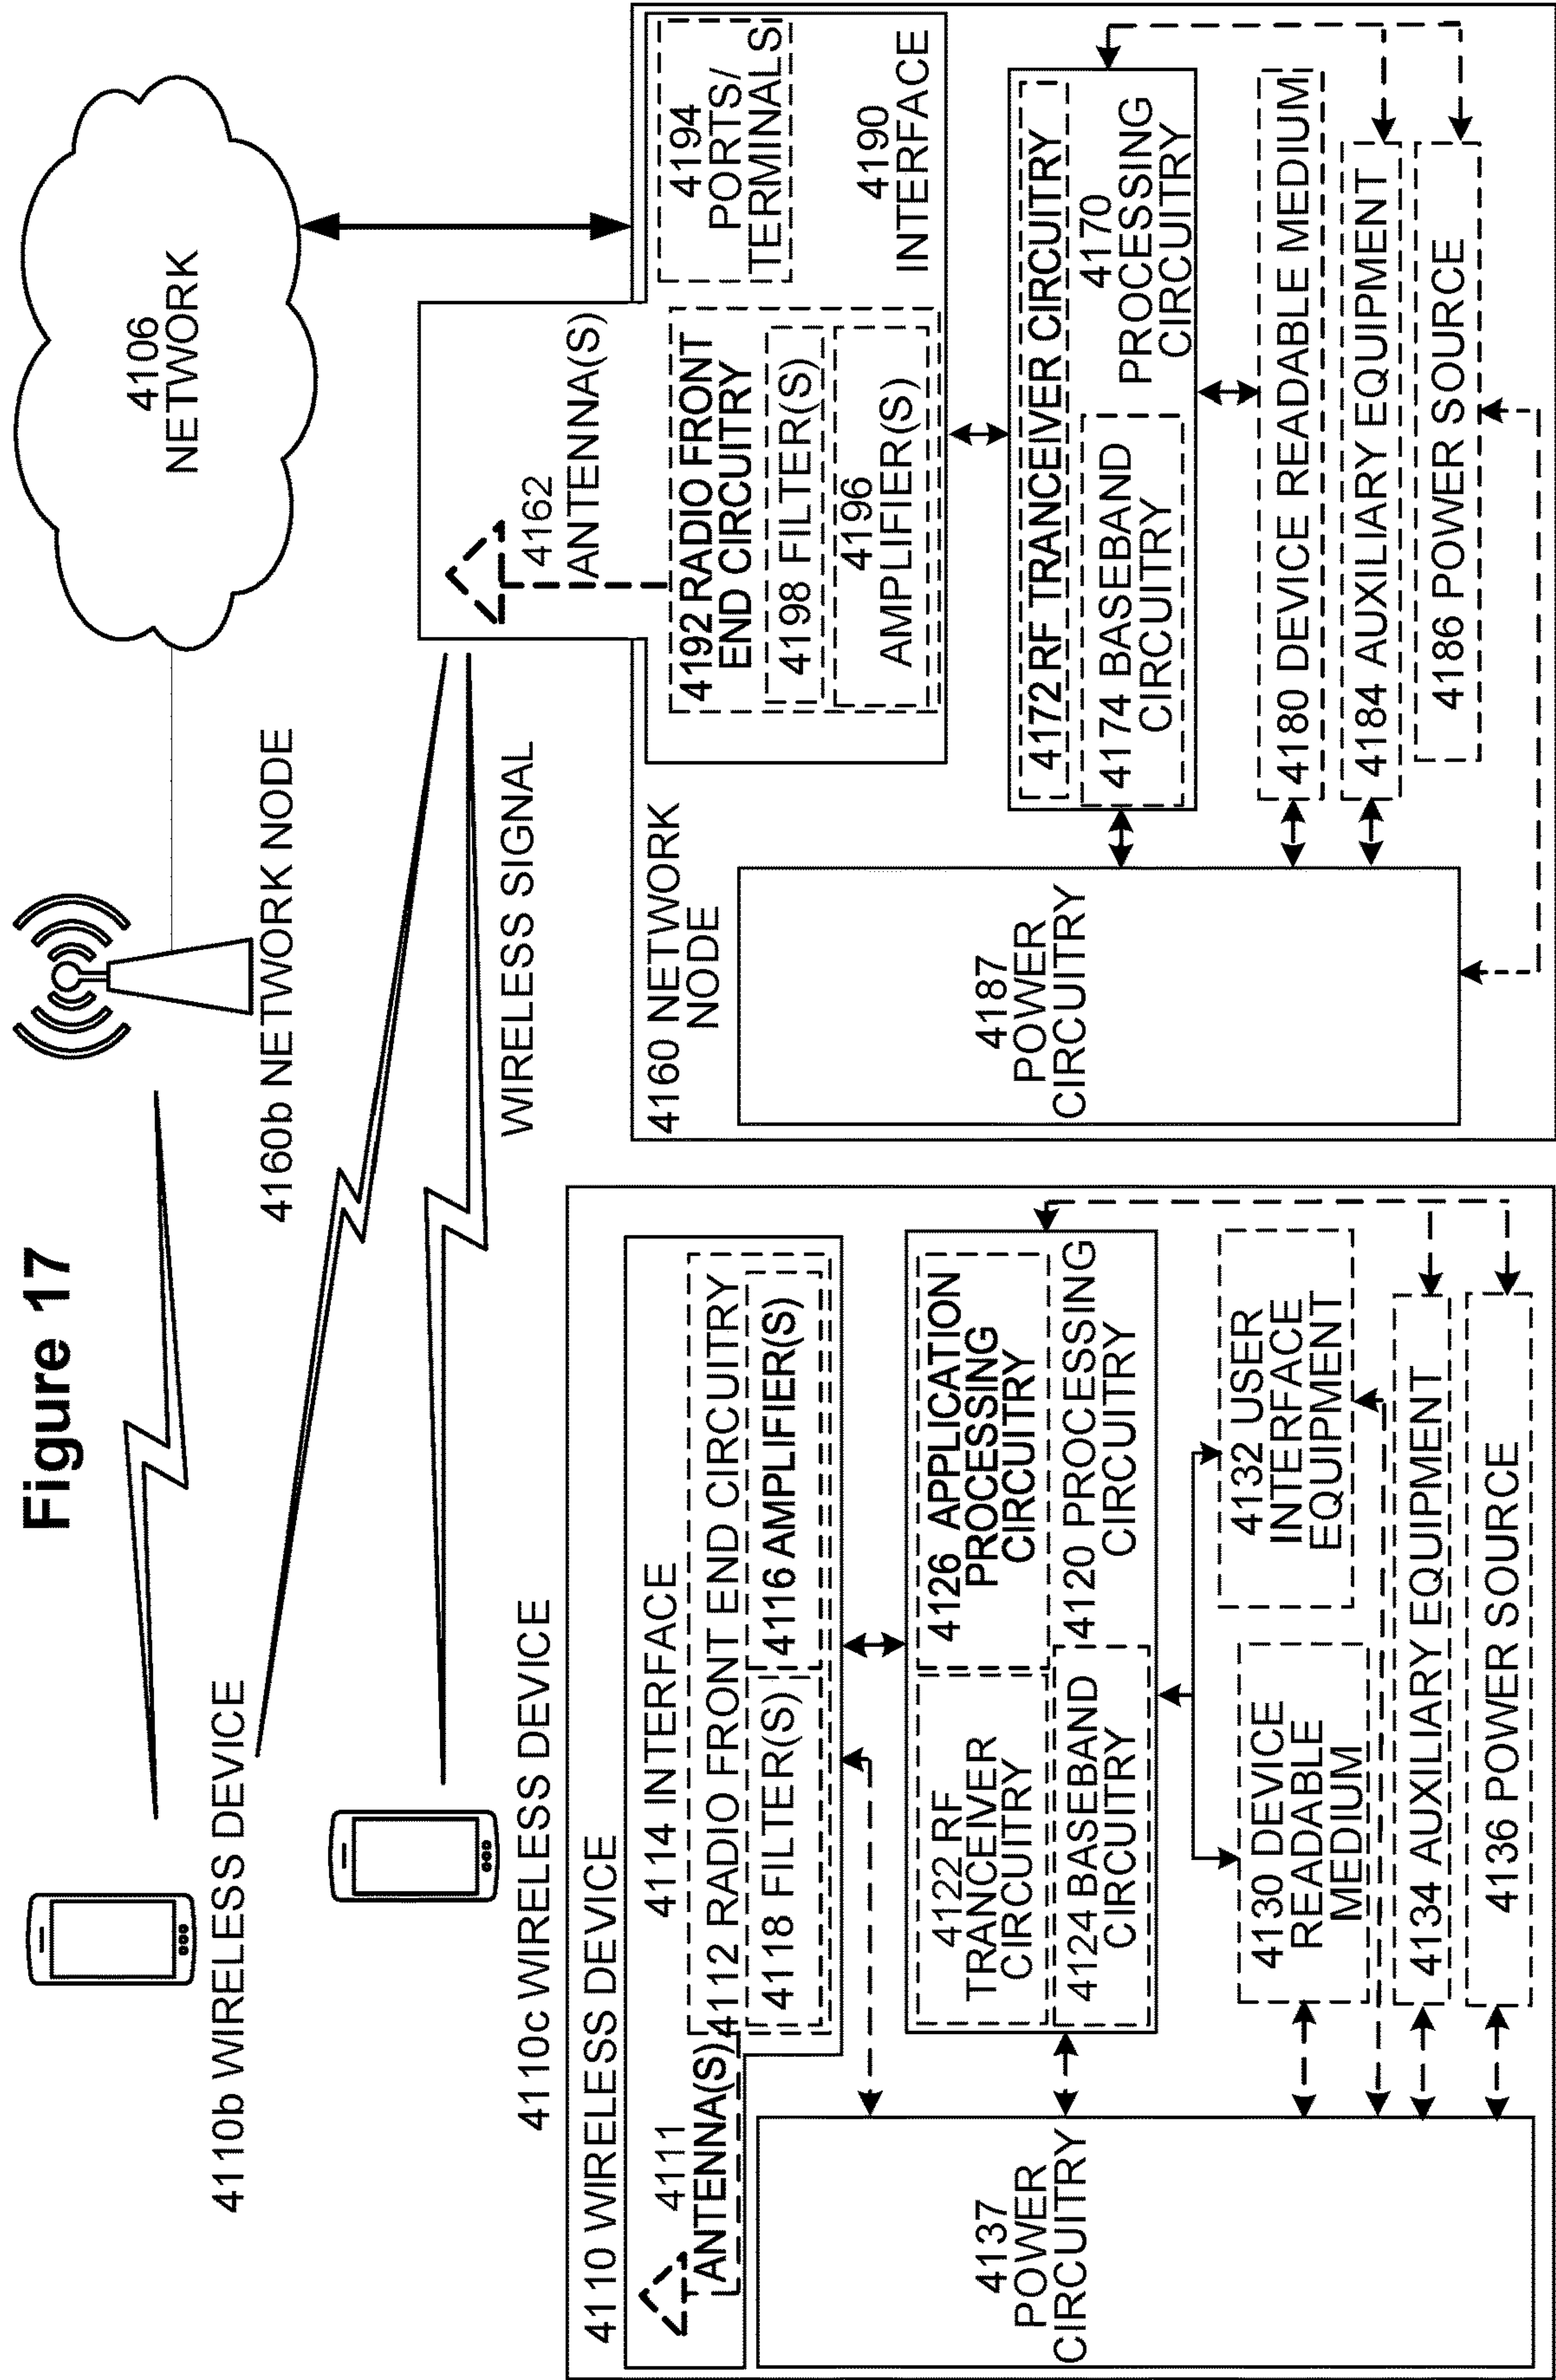 Figure 17
4106
NETWORK
4160b NETWORK NODE
4110b WIRELESS DEVICE
4110c WIRELESS DEVICE
WIRELESS SIGNAL
4110 WIRELESS DEVICE
4111
ANTENNA(S)
4114 INTERFACE
4112 RADIO FRONT END CIRCUITRY
4118 FILTER(S)
4116 AMPLIFIER(S)
4137
POWER
CIRCUITRY
4122 RF
TRANCEIVER
CIRCUITRY
4126 APPLICATION
PROCESSING
CIRCUITRY
4124 BASEBAND
CIRCUITRY
4120 PROCESSING
CIRCUITRY
4130 DEVICE
READABLE
MEDIUM
4132 USER
INTERFACE
EQUIPMENT
4134 AUXILIARY EQUIPMENT
4136 POWER SOURCE
4160 NETWORK
NODE
4162
ANTENNA(S)
4192 RADIO FRONT
END CIRCUITRY
4198 FILTER(S)
4196
AMPLIFIER(S)
4194
PORTS/
TERMINALS
4190
INTERFACE
4187
POWER
CIRCUITRY
4172 RF TRANCEIVER CIRCUITRY
4174 BASEBAND
CIRCUITRY
4170
PROCESSING
CIRCUITRY
4180 DEVICE READABLE MEDIUM
4184 AUXILIARY EQUIPMENT
4186 POWER SOURCE